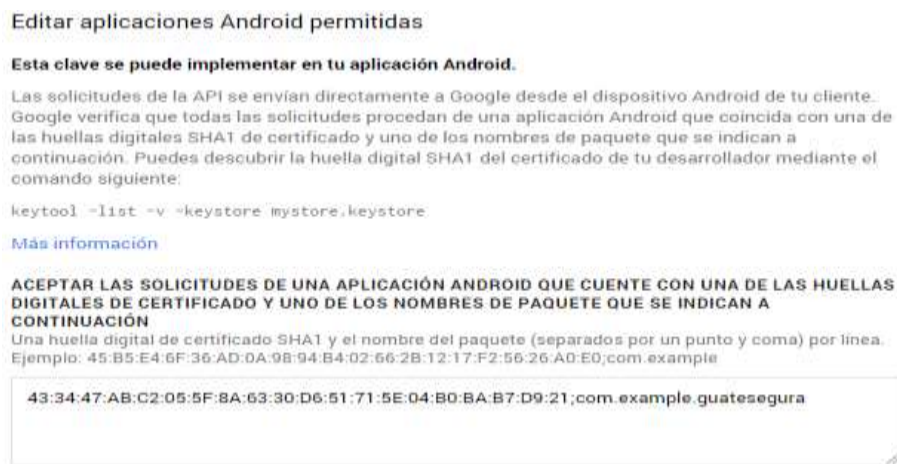 Editar aplicaciones Android permitidas
Esta clave se puede implementar en tu aplicación Android.
Las solicitudes de la API se envían directamente a Google desde el dispositivo Android de tu cliente.
Google verifica que todas las solicitudes procedan de una aplicación Android que coincida con una de
las huellas digitales SHA1 de certificado y uno de los nombres de paquete que se indican a
continuación. Puedes descubrir la huella digital SHA1 del certificado de tu desarrollador mediante el
comando siguiente:
keytool -list -v -keystore mystore.keystore
Más información
ACEPTAR LAS SOLICITUDES DE UNA APLICACIÓN ANDROID QUE CUENTE CON UNA DE LAS HUELLAS
DIGITALES DE CERTIFICADO Y UNO DE LOS NOMBRES DE PAQUETE QUE SE INDICAN A
CONTINUACIÓN
Una huella digital de certificado SHA1 y el nombre del paquete (separados por un punto y coma) por línea.
Ejemplo: 45:B5:E4:6F:36:AD:0A:98:94:B4:02:66:2B:12:17:F2:56:26:A0:E0;com.example
43:34:47:AB:C2:05:5F:8A:63:30:D6:51:71:5E:04:B0:BA:B7:D9:21;com.example.guatesegura